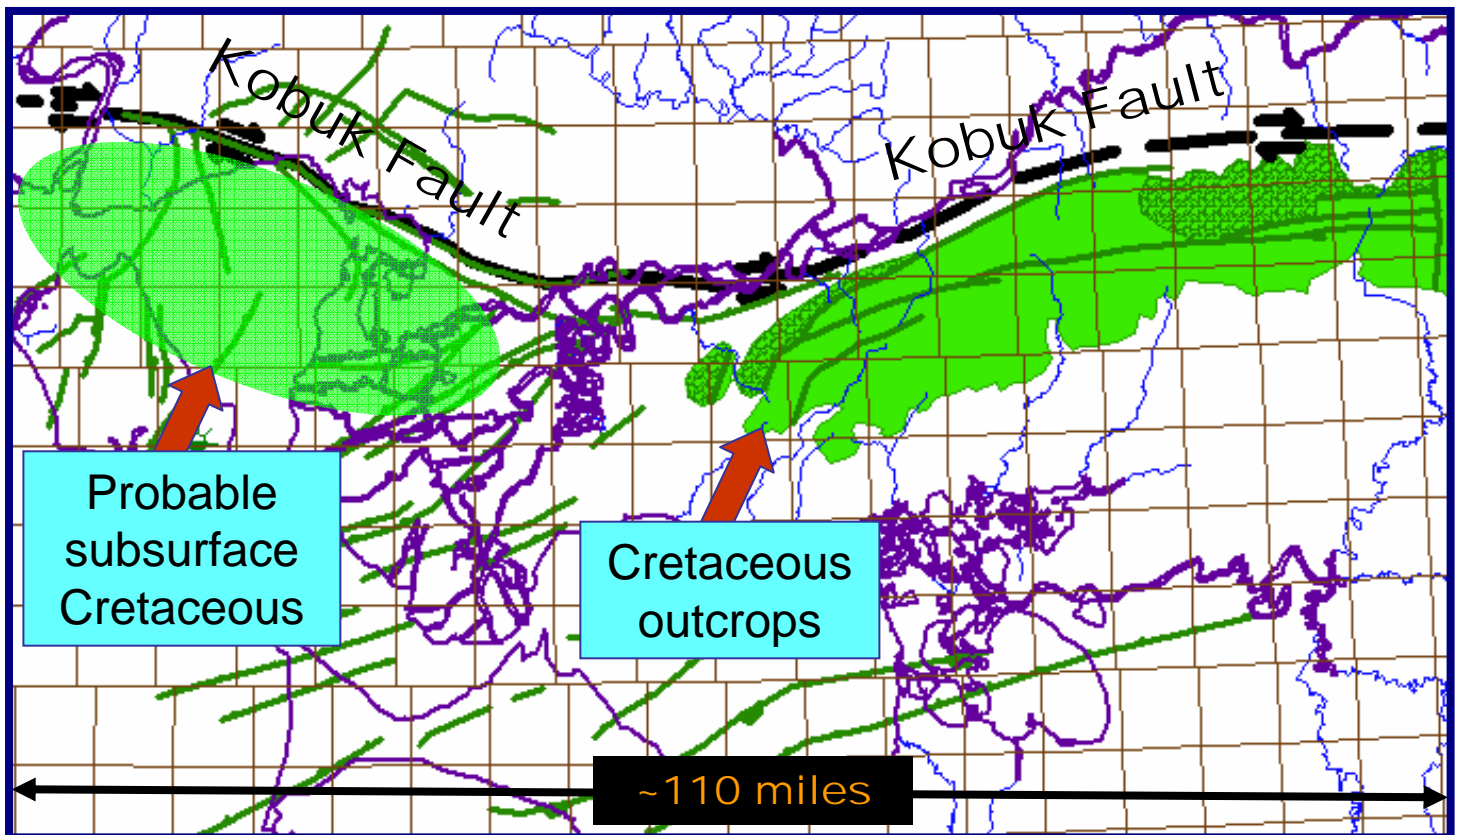 Kobuk Fault
Kobuk Fault
Probable
subsurface
Cretaceous
Cretaceous
outcrops
~110 miles